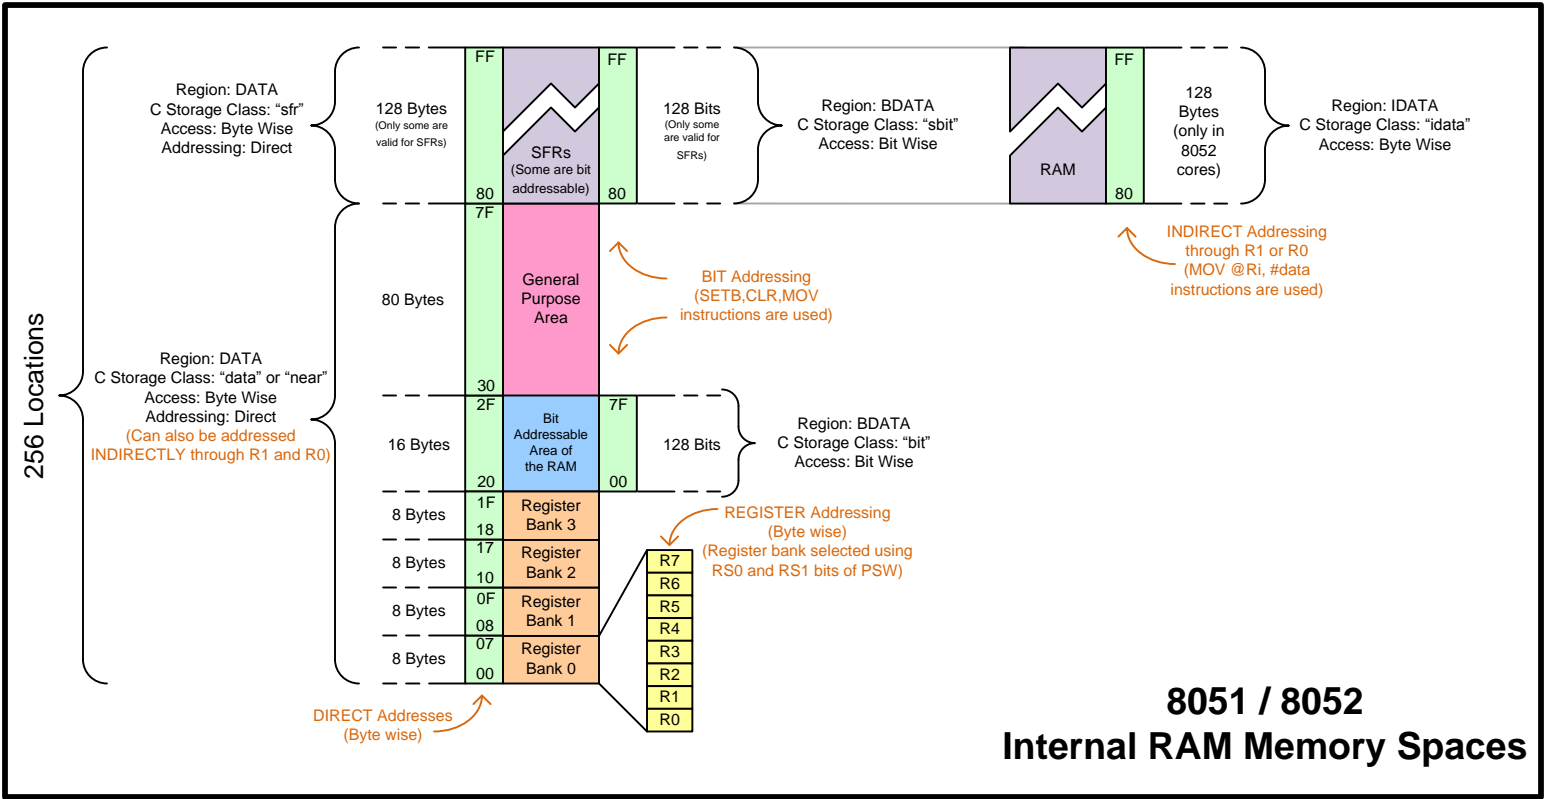 256 Locations
Region: DATA
C Storage Class: “sfr”
Access: Byte Wise
Addressing: Direct
Region: DATA
C Storage Class: “data” or “near”
Access: Byte Wise
Addressing: Direct
(Can also be addressed
INDIRECTLY through R1 and R0)
128 Bytes
(Only some are
valid for SFRs)
80 Bytes
16 Bytes
8 Bytes
8 Bytes
8 Bytes
8 Bytes
FF
80
7F
30
2F
20
1F
18
17
10
0F
08
07
00
DIRECT Addresses
(Byte wise)
SFRs
(Some are bit
addressable)
General
Purpose
Area
Bit
Addressable
Area of
the RAM
Register
Bank 3
Register
Bank 2
Register
Bank 1
Register
Bank 0
FF
80
7F
00
128 Bits
(Only some
are valid for
SFRs)
Region: BDATA
C Storage Class: “sbit”
Access: Bit Wise
BIT Addressing
(SETB,CLR,MOV
instructions are used)
128 Bits
Region: BDATA
C Storage Class: “bit”
Access: Bit Wise
REGISTER Addressing
(Byte wise)
(Register bank selected using
RS0 and RS1 bits of PSW)
R7
R6
R5
R4
R3
R2
R1
R0
RAM
FF
80
128
Bytes
(only in
8052
cores)
Region: IDATA
C Storage Class: “idata”
Access: Byte Wise
INDIRECT Addressing
through R1 or R0
(MOV @Ri, #data
instructions are used)
8051 / 8052
Internal RAM Memory Spaces